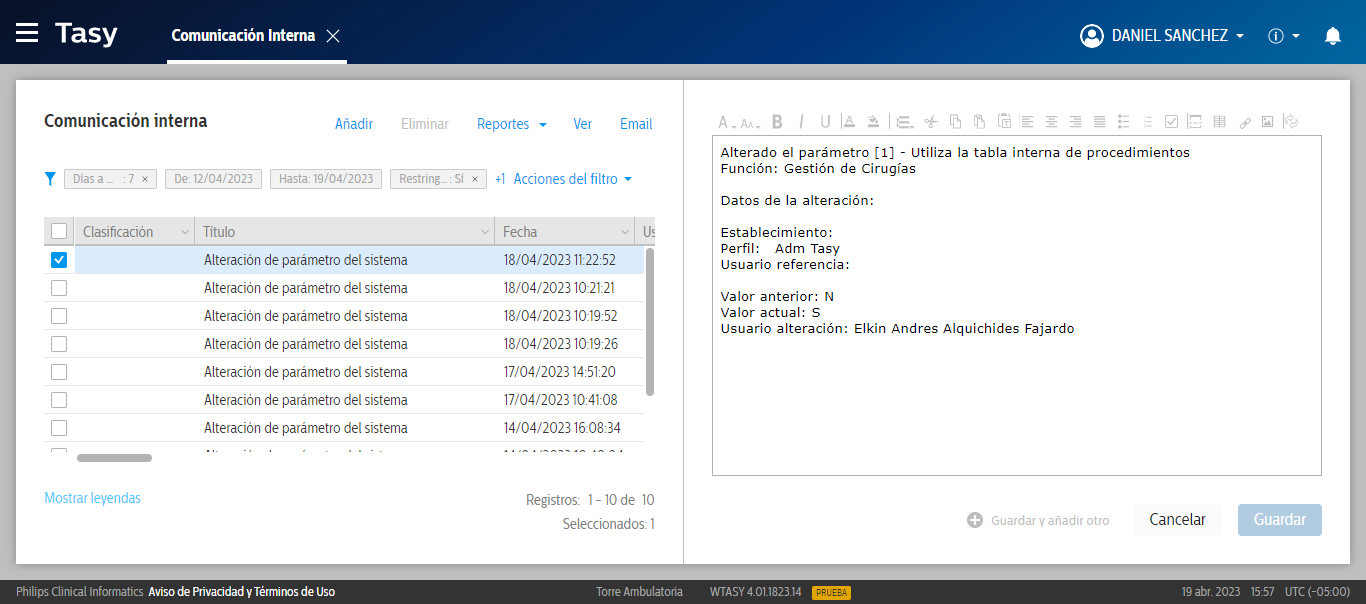 Tasy
Comunicación Interna
DANIEL SANCHEZ
Comunicación interna
Añadir
Eliminar
Reportes
Ver
Email
Días a ... : 7 ×
De: 12/04/2023
Hasta: 19/04/2023
Restring... : Sí ×
+1 Acciones del filtro
Clasificación
Título
Fecha
Us
Alteración de parámetro del sistema 18/04/2023 11:22:52
Alteración de parámetro del sistema 18/04/2023 10:21:21
Alteración de parámetro del sistema 18/04/2023 10:19:52
Alteración de parámetro del sistema 18/04/2023 10:19:26
Alteración de parámetro del sistema 17/04/2023 14:51:20
Alteración de parámetro del sistema 17/04/2023 10:41:08
Alteración de parámetro del sistema 14/04/2023 16:08:34
Mostrar leyendas
Registros: 1 - 10 de 10
Seleccionados: 1
Alterado el parámetro [1] - Utiliza la tabla interna de procedimientos
Función: Gestión de Cirugías
Datos de la alteración:
Establecimiento:
Perfil: Adm Tasy
Usuario referencia:
Valor anterior: N
Valor actual: S
Usuario alteración: Elkin Andres Alquichides Fajardo
Guardar y añadir otro
Cancelar
Guardar
Philips Clinical Informatics Aviso de Privacidad y Términos de Uso
Torre Ambulatoria
WTASY 4.01.1823.14
PRUEBA
19 abr. 2023 15:57 UTC (-05:00)